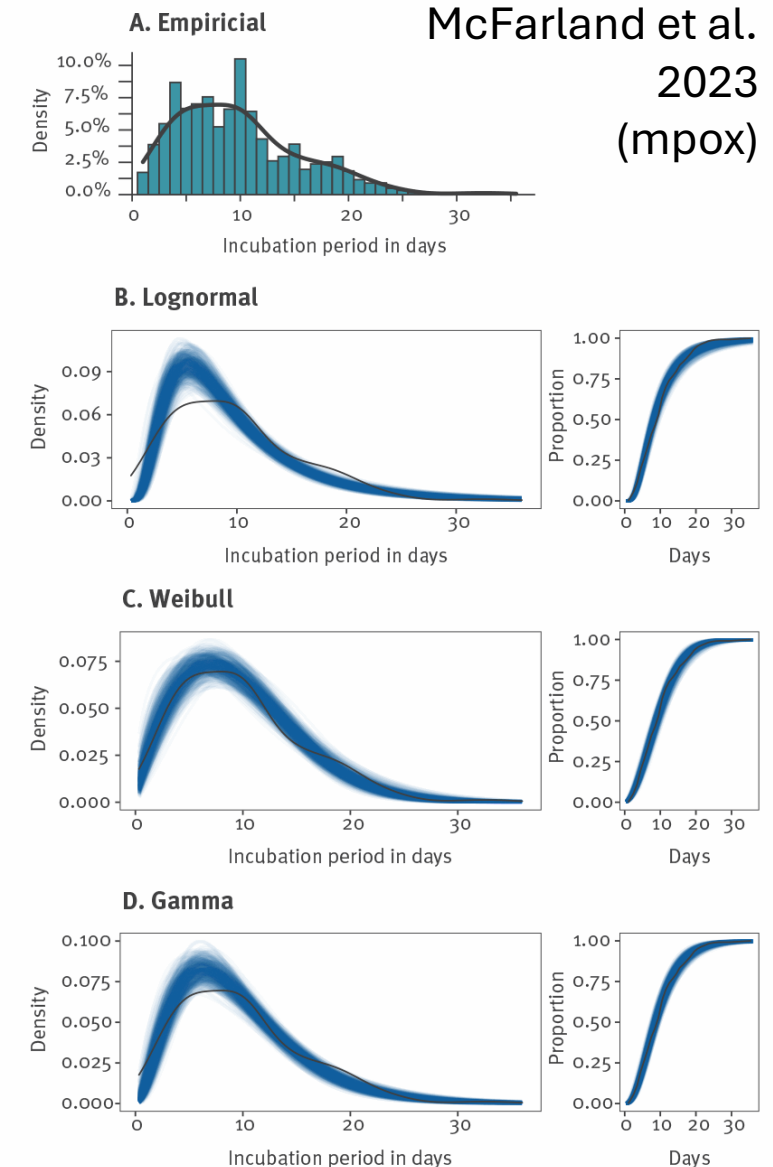 McFarland et al.
2023
(mpox)
A. Empiricial
Density
10.0%
7.5%
5.0%
2.5%
0.0%
0 10 20 30
Incubation period in days
B. Lognormal
Density
0.09
0.06
0.03
0.00
0 10 20 30
Incubation period in days
Proportion
1.00
0.75
0.50
0.25
0.00
0 10 20 30
Days
C. Weibull
Density
0.075
0.050
0.025
0.000
0 10 20 30
Incubation period in days
Proportion
1.00
0.75
0.50
0.25
0.00
0 10 20 30
Days
D. Gamma
Density
0.100
0.075
0.050
0.025
0.000
0 10 20 30
Incubation period in days
Proportion
1.00
0.75
0.50
0.25
0.00
0 10 20 30
Days